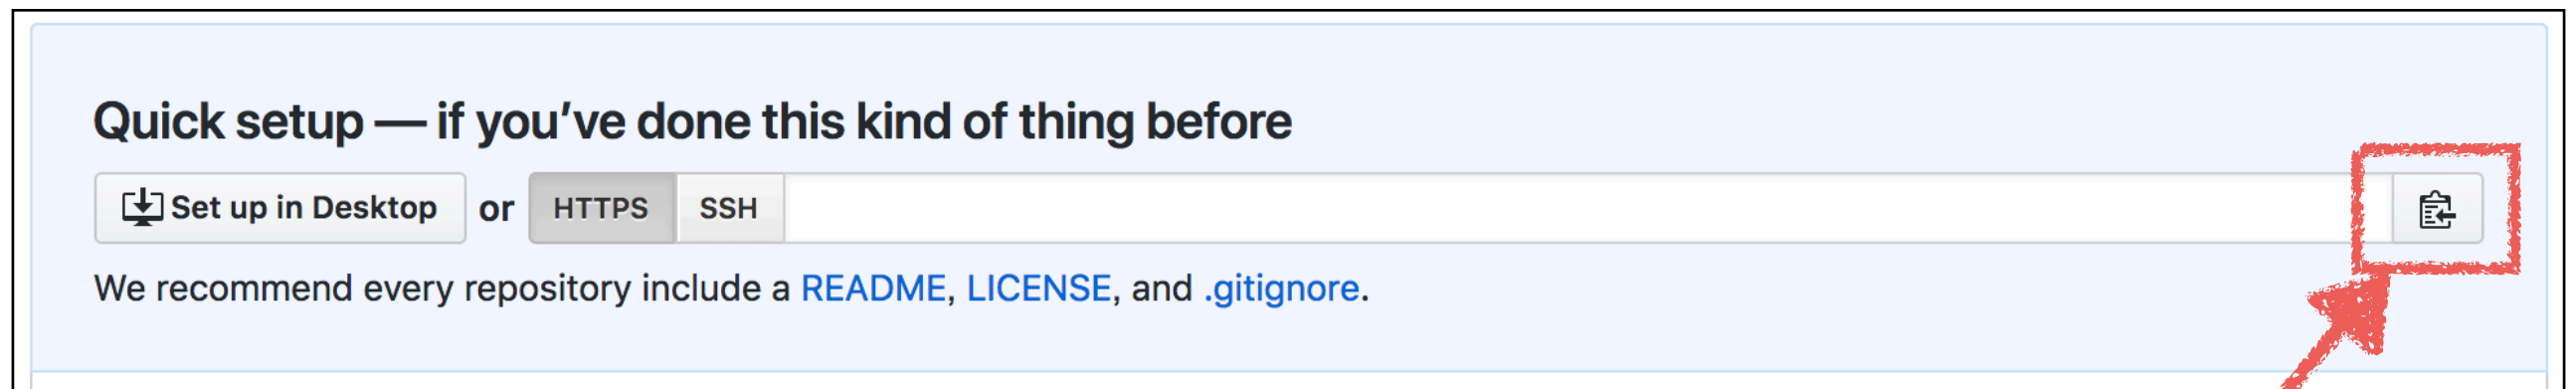 Quick setup — if you’ve done this kind of thing before
Set up in Desktop or HTTPS SSH
We recommend every repository include a README, LICENSE, and .gitignore.